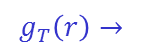 g_T(r) →